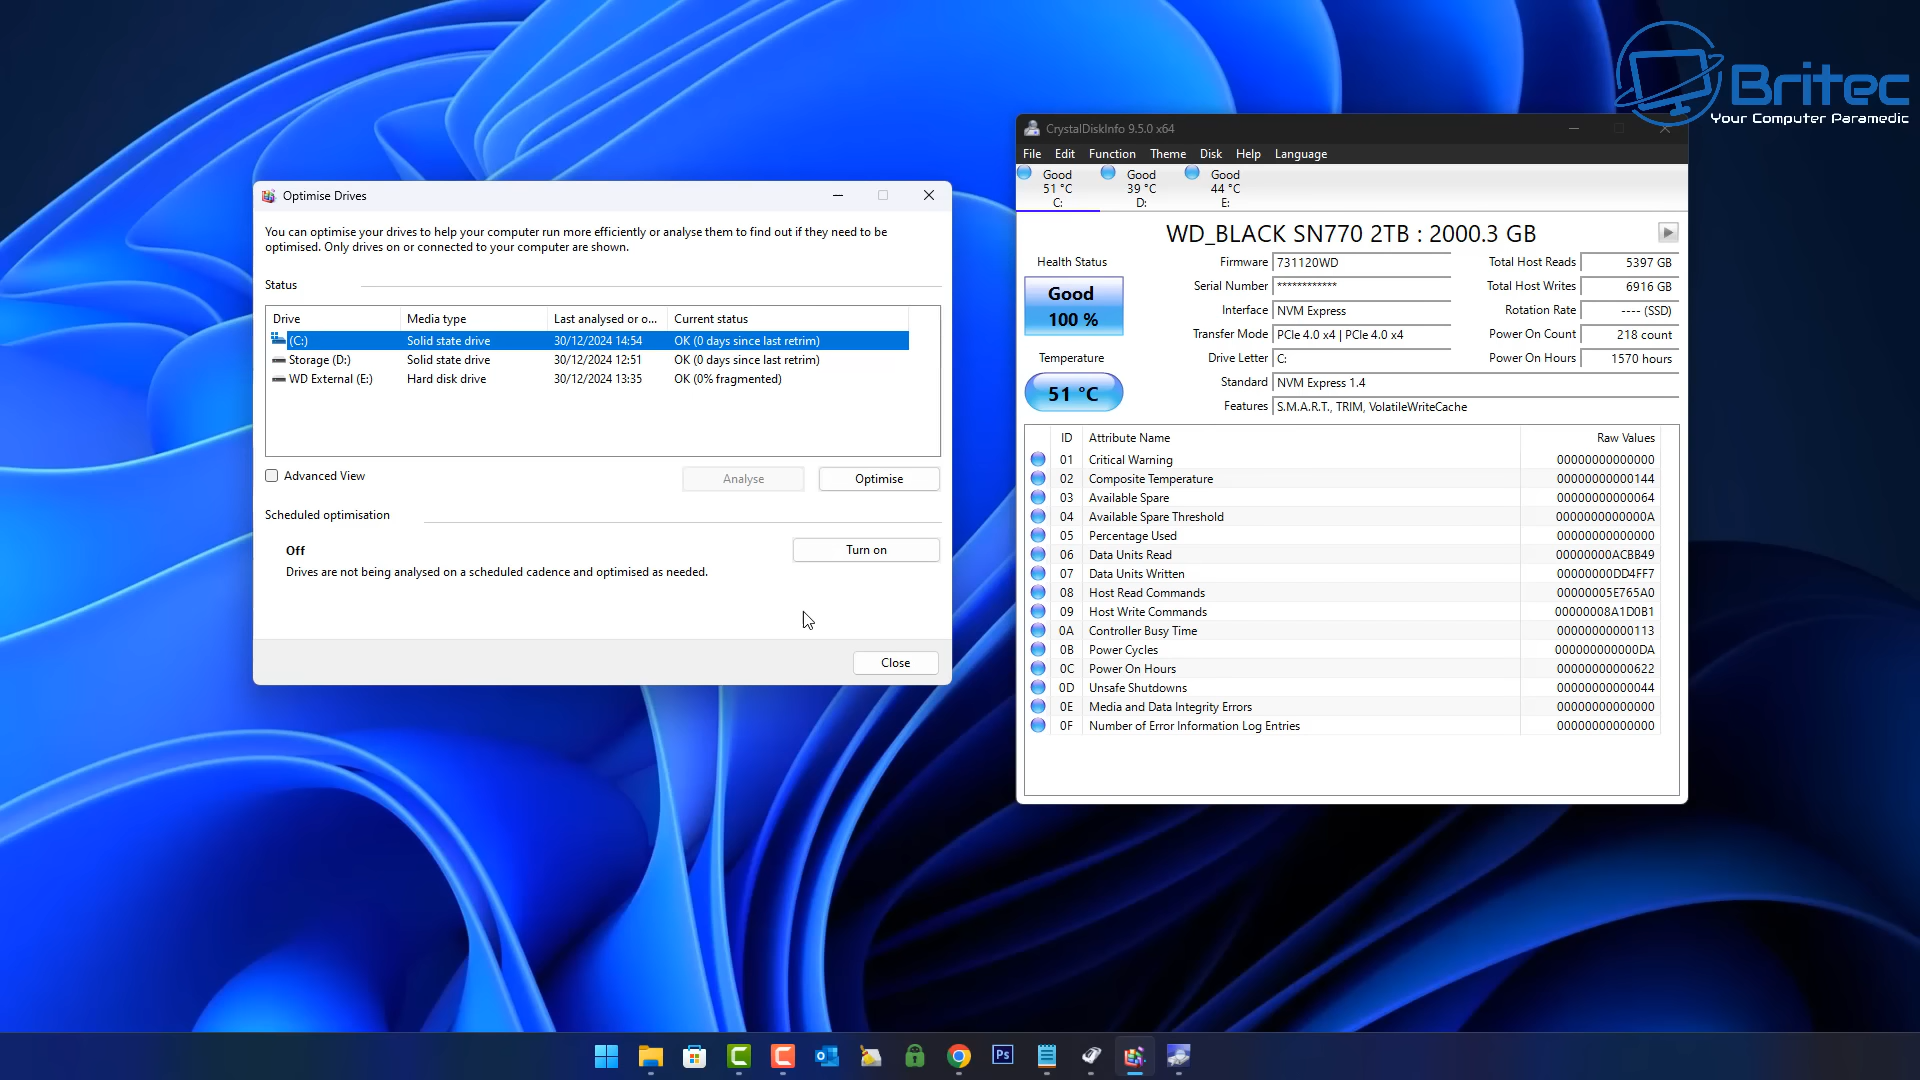 Britec
Your Computer Paramedic
Optimise Drives
You can optimise your drives to help your computer run more efficiently or analyse them to find out if they need to be
optimised. Only drives on or connected to your computer are shown.
Status
Drive Media type Last analysed or o... Current status
(C:) Solid state drive 30/12/2024 14:54 OK (0 days since last retrim)
Storage (D:) Solid state drive 30/12/2024 12:51 OK (0 days since last retrim)
WD External (E:) Hard disk drive 30/12/2024 13:35 OK (0% fragmented)
Advanced View Analyse Optimise
Scheduled optimisation
Off Turn on
Drives are not being analysed on a scheduled cadence and optimised as needed.
Close
CrystalDiskInfo 9.5.0 x64
File Edit Function Theme Disk Help Language
Good Good Good
51 °C 39 °C 44 °C
C: D: E:
WD_BLACK SN770 2TB : 2000.3 GB
Health Status Firmware 731120WD Total Host Reads 5397 GB
Good Serial Number ************ Total Host Writes 6916 GB
100 % Interface NVM Express Rotation Rate ---- (SSD)
Transfer Mode PCIe 4.0 x4 | PCIe 4.0 x4 Power On Count 218 count
Temperature Drive Letter C: Power On Hours 1570 hours
51 °C Standard NVM Express 1.4
Features S.M.A.R.T., TRIM, VolatileWriteCache
ID Attribute Name Raw Values
01 Critical Warning 00000000000000
02 Composite Temperature 00000000000144
03 Available Spare 00000000000064
04 Available Spare Threshold 0000000000000A
05 Percentage Used 00000000000000
06 Data Units Read 00000000ACBB49
07 Data Units Written 00000000DD4FF7
08 Host Read Commands 00000005E765A0
09 Host Write Commands 00000008A1D0B1
0A Controller Busy Time 00000000000113
0B Power Cycles 000000000000DA
0C Power On Hours 00000000000622
0D Unsafe Shutdowns 00000000000044
0E Media and Data Integrity Errors 00000000000000
0F Number of Error Information Log Entries 00000000000000
Ps